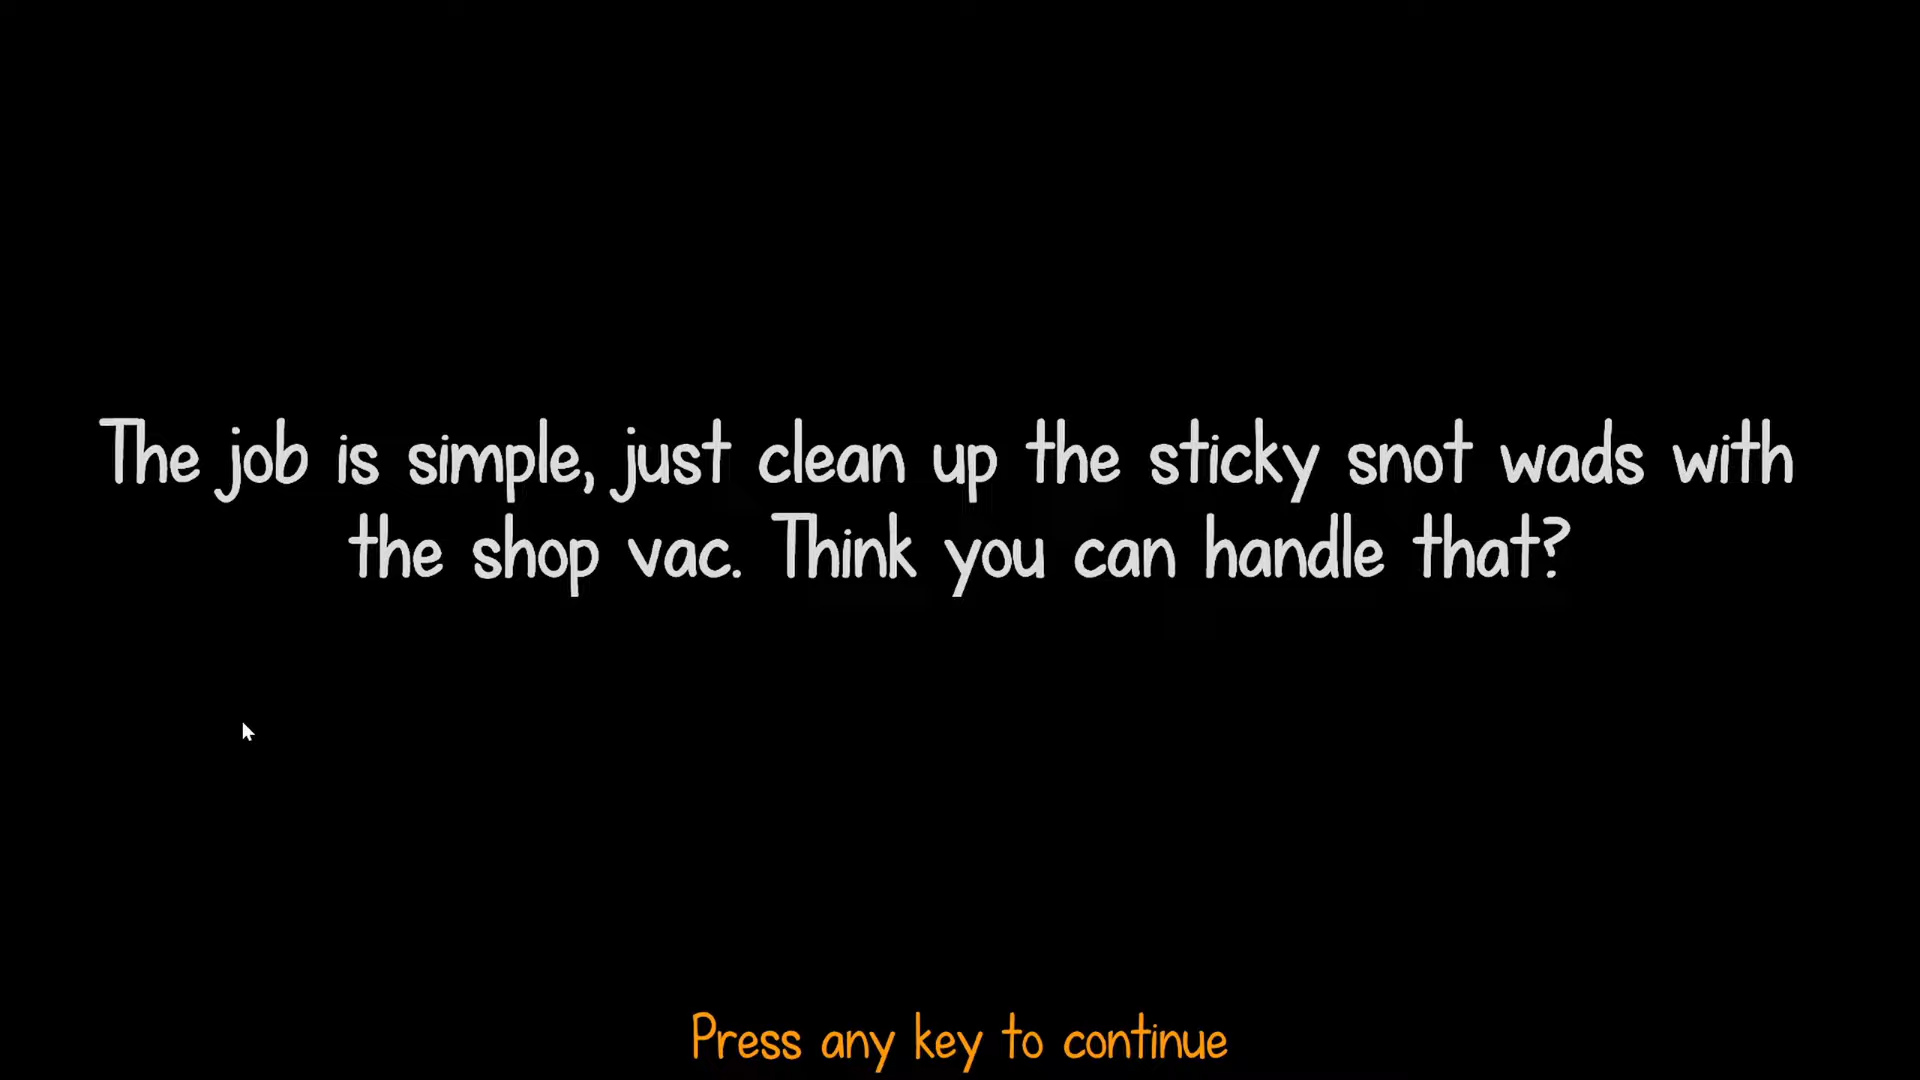 The job is simple, just clean up the sticky snot wads with
the shop vac. Think you can handle that?
Press any key to continue